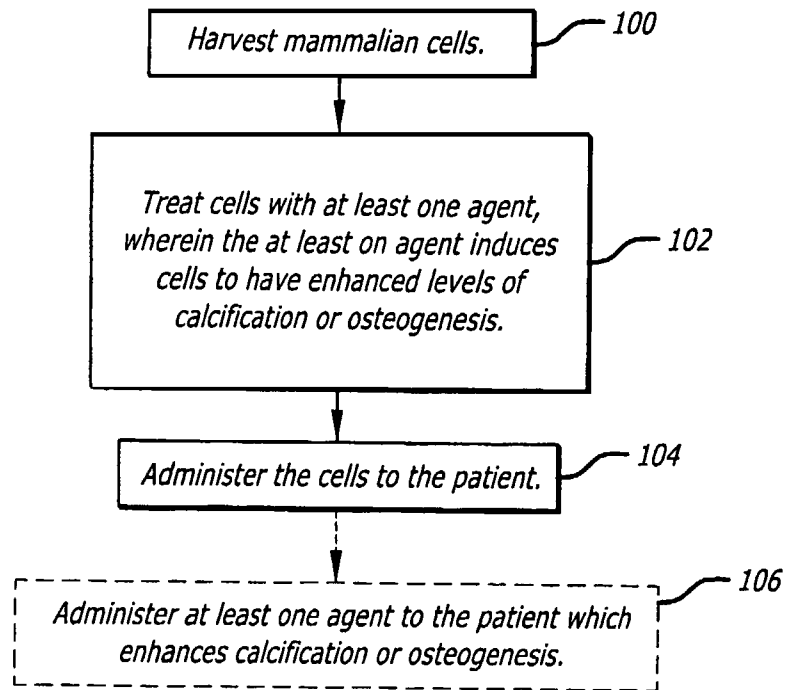 Harvest mammalian cells.
100
Treat cells with at least one agent,
wherein the at least on agent induces
cells to have enhanced levels of
calcification or osteogenesis.
102
Administer the cells to the patient.
104
Administer at least one agent to the patient which
enhances calcification or osteogenesis.
106